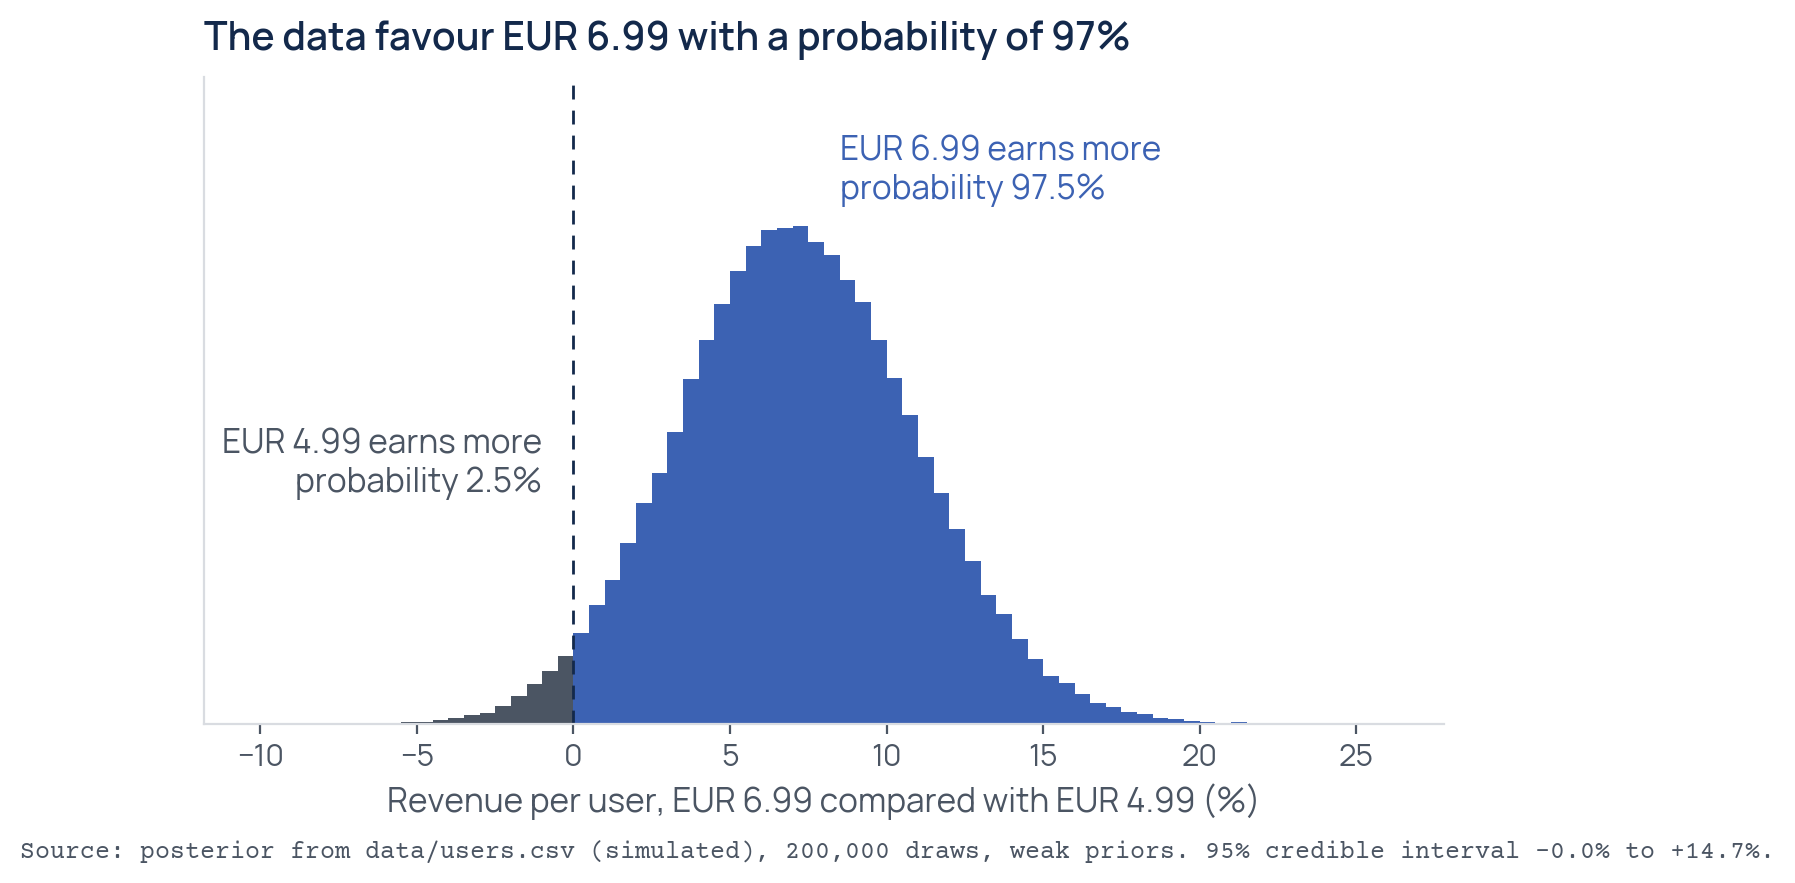 The data favour EUR 6.99 with a probability of 97%
EUR 6.99 earns more
probability 97.5%
EUR 4.99 earns more
probability 2.5%
−10 −5 0 5 10 15 20 25
Revenue per user, EUR 6.99 compared with EUR 4.99 (%)
Source: posterior from data/users.csv (simulated), 200,000 draws, weak priors. 95% credible interval -0.0% to +14.7%.